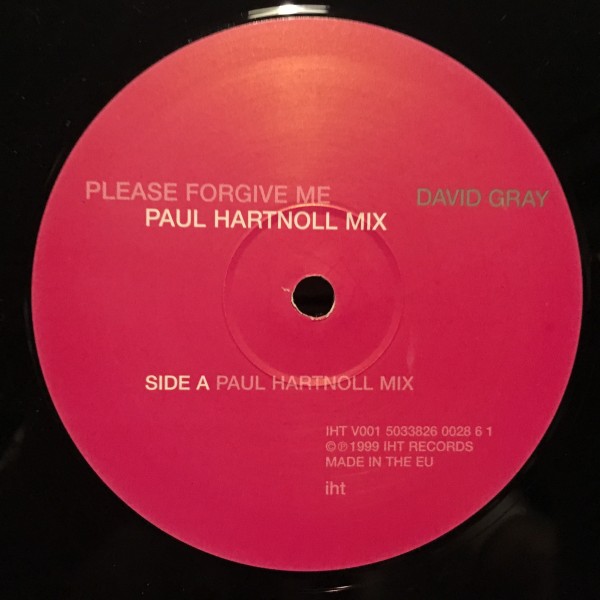 PLEASE FORGIVE ME DAVID GRAY
PAUL HARTNOLL MIX
SIDE A PAUL HARTNOLL MIX
IHT V001 5033826 0028 6 1
©℗1999 IHT RECORDS
MADE IN THE EU
iht